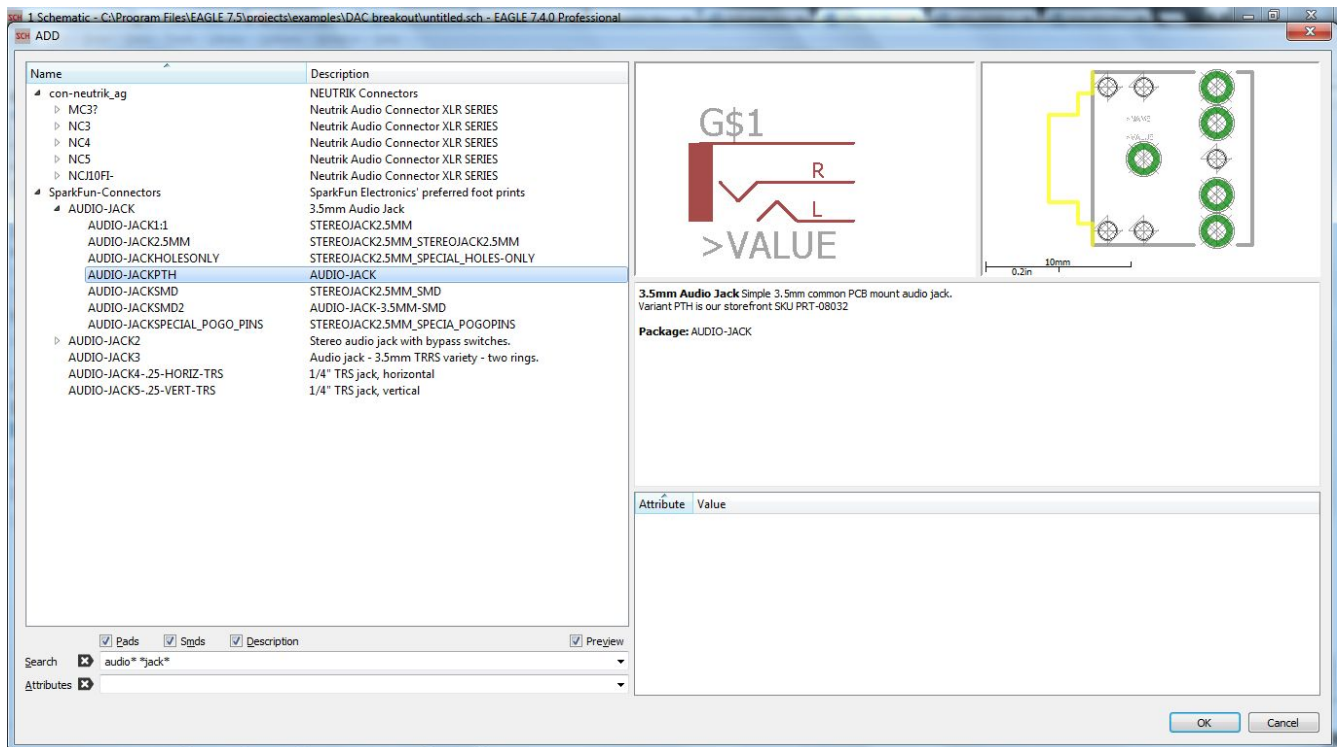 1 Schematic - C:\Program Files\EAGLE 7.5\projects\examples\DAC breakout\untitled.sch - EAGLE 7.4.0 Professional
SCH ADD
Name Description
con-neutrik_ag NEUTRIK Connectors
MC3? Neutrik Audio Connector XLR SERIES
NC3 Neutrik Audio Connector XLR SERIES
NC4 Neutrik Audio Connector XLR SERIES
NC5 Neutrik Audio Connector XLR SERIES
NCJ10FI- Neutrik Audio Connector XLR SERIES
SparkFun-Connectors SparkFun Electronics' preferred foot prints
AUDIO-JACK 3.5mm Audio Jack
AUDIO-JACK1:1 STEREOJACK2.5MM
AUDIO-JACK2.5MM STEREOJACK2.5MM_STEREOJACK2.5MM
AUDIO-JACKHOLESONLY STEREOJACK2.5MM_SPECIAL_HOLES-ONLY
AUDIO-JACKPTH AUDIO-JACK
AUDIO-JACKSMD STEREOJACK2.5MM_SMD
AUDIO-JACKSMD2 AUDIO-JACK-3.5MM-SMD
AUDIO-JACKSPECIAL_POGO_PINS STEREOJACK2.5MM_SPECIA_POGOPINS
AUDIO-JACK2 Stereo audio jack with bypass switches.
AUDIO-JACK3 Audio jack - 3.5mm TRRS variety - two rings.
AUDIO-JACK4-.25-HORIZ-TRS 1/4" TRS jack, horizontal
AUDIO-JACK5-.25-VERT-TRS 1/4" TRS jack, vertical
Pads Smds Description Preview
Search audio* *jack*
Attributes
G$1
R
L
>VALUE
>NAME
>VALUE
10mm
0.2in
3.5mm Audio Jack Simple 3.5mm common PCB mount audio jack.
Variant PTH is our storefront SKU PRT-08032
Package: AUDIO-JACK
Attribute Value
OK Cancel